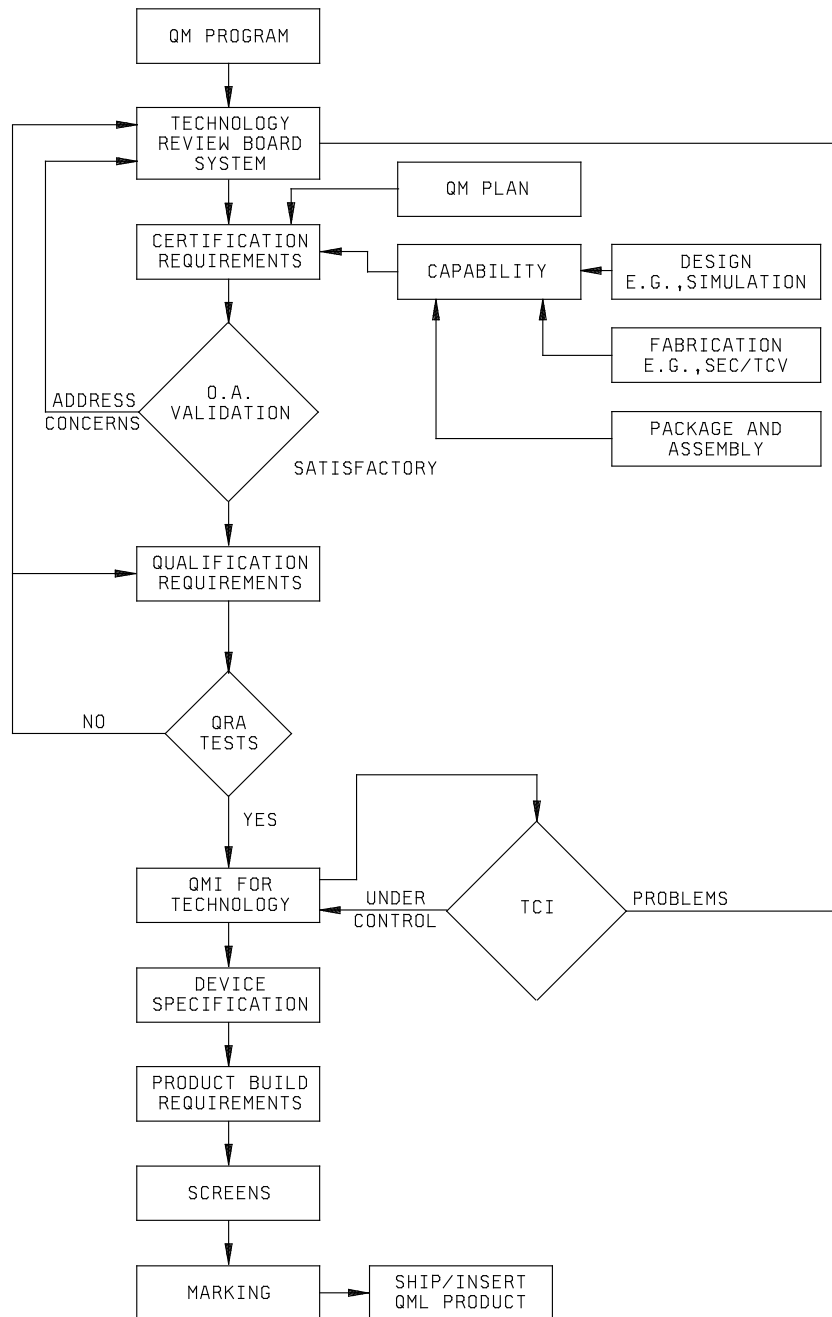 QM PROGRAM
TECHNOLOGY
REVIEW BOARD
SYSTEM
QM PLAN
CERTIFICATION
REQUIREMENTS
CAPABILITY
DESIGN
E.G.,SIMULATION
FABRICATION
E.G.,SEC/TCV
PACKAGE AND
ASSEMBLY
O.A.
VALIDATION
ADDRESS
CONCERNS
SATISFACTORY
QUALIFICATION
REQUIREMENTS
QRA
TESTS
NO
YES
QMI FOR
TECHNOLOGY
UNDER
CONTROL
TCI
PROBLEMS
DEVICE
SPECIFICATION
PRODUCT BUILD
REQUIREMENTS
SCREENS
MARKING
SHIP/INSERT
QML PRODUCT